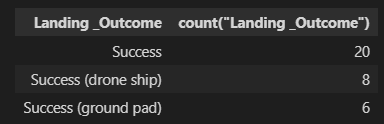 Landing _Outcome count("Landing _Outcome")
Success 20
Success (drone ship) 8
Success (ground pad) 6